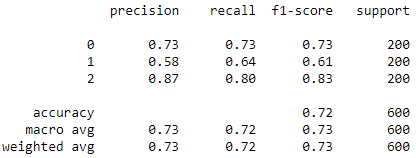 precision recall f1-score support
0 0.73 0.73 0.73 200
1 0.58 0.64 0.61 200
2 0.87 0.80 0.83 200
accuracy 0.72 600
macro avg 0.73 0.72 0.73 600
weighted avg 0.73 0.72 0.73 600